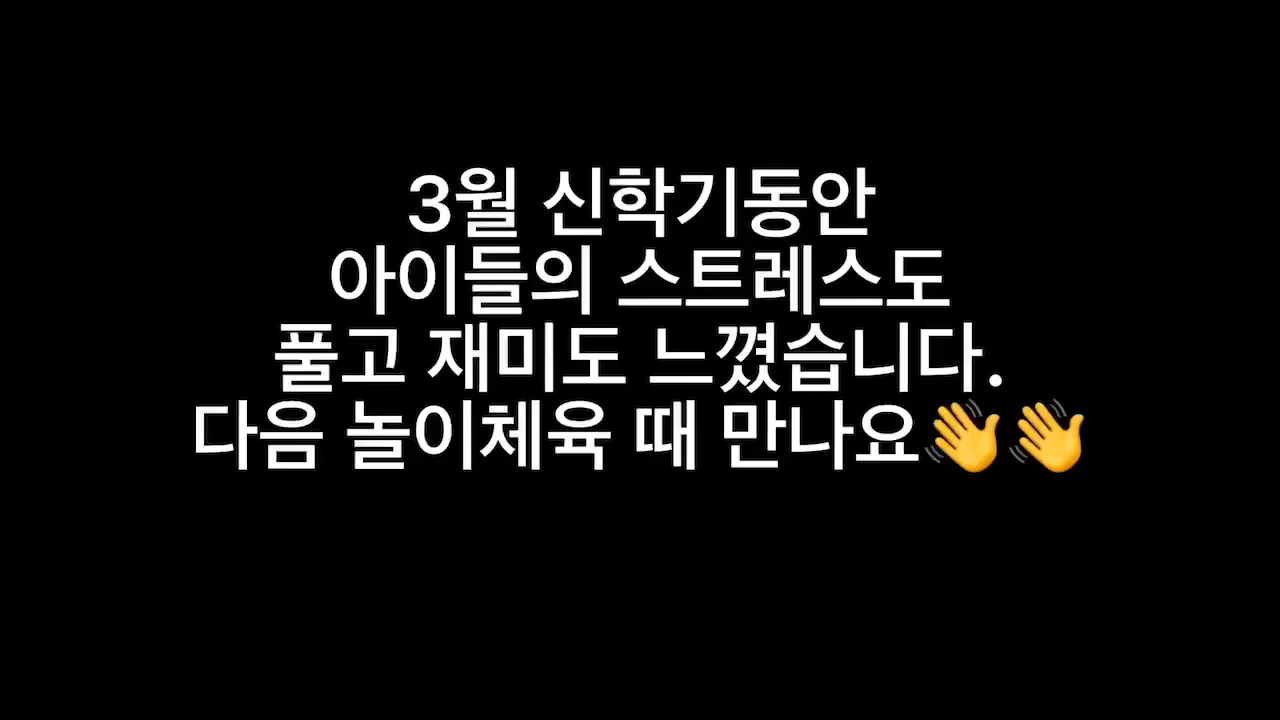 3월 신학기동안
아이들의 스트레스도
풀고 재미도 느꼈습니다.
다음 놀이체육 때 만나요👋👋